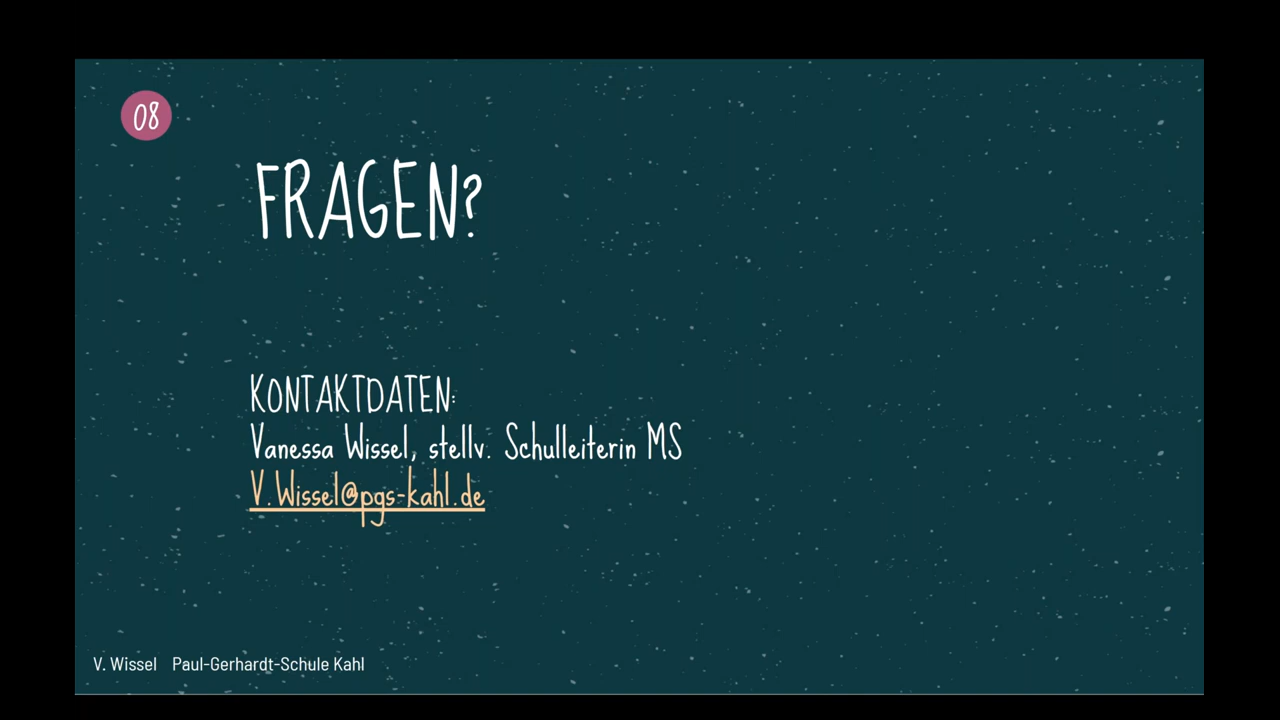 08
FRAGEN?
KONTAKTDATEN:
Vanessa Wissel, stellv. Schulleiterin MS
V.Wissel@pgs-kahl.de
V. Wissel Paul-Gerhardt-Schule Kahl